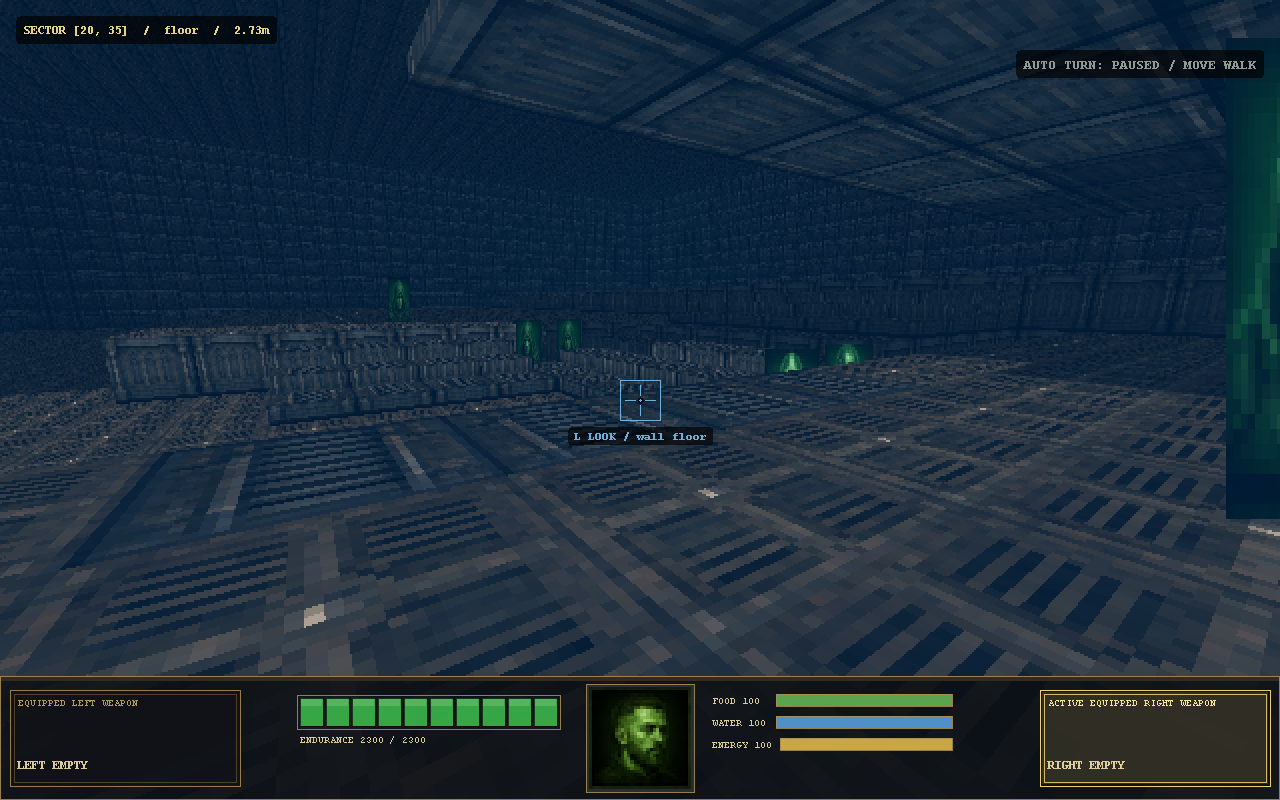 SECTOR [20, 35] / floor / 2.73m
AUTO TURN: PAUSED / MOVE WALK
L LOOK / wall floor
EQUIPPED LEFT WEAPON
LEFT EMPTY
ENDURANCE 2300 / 2300
FOOD 100
WATER 100
ENERGY 100
ACTIVE EQUIPPED RIGHT WEAPON
RIGHT EMPTY